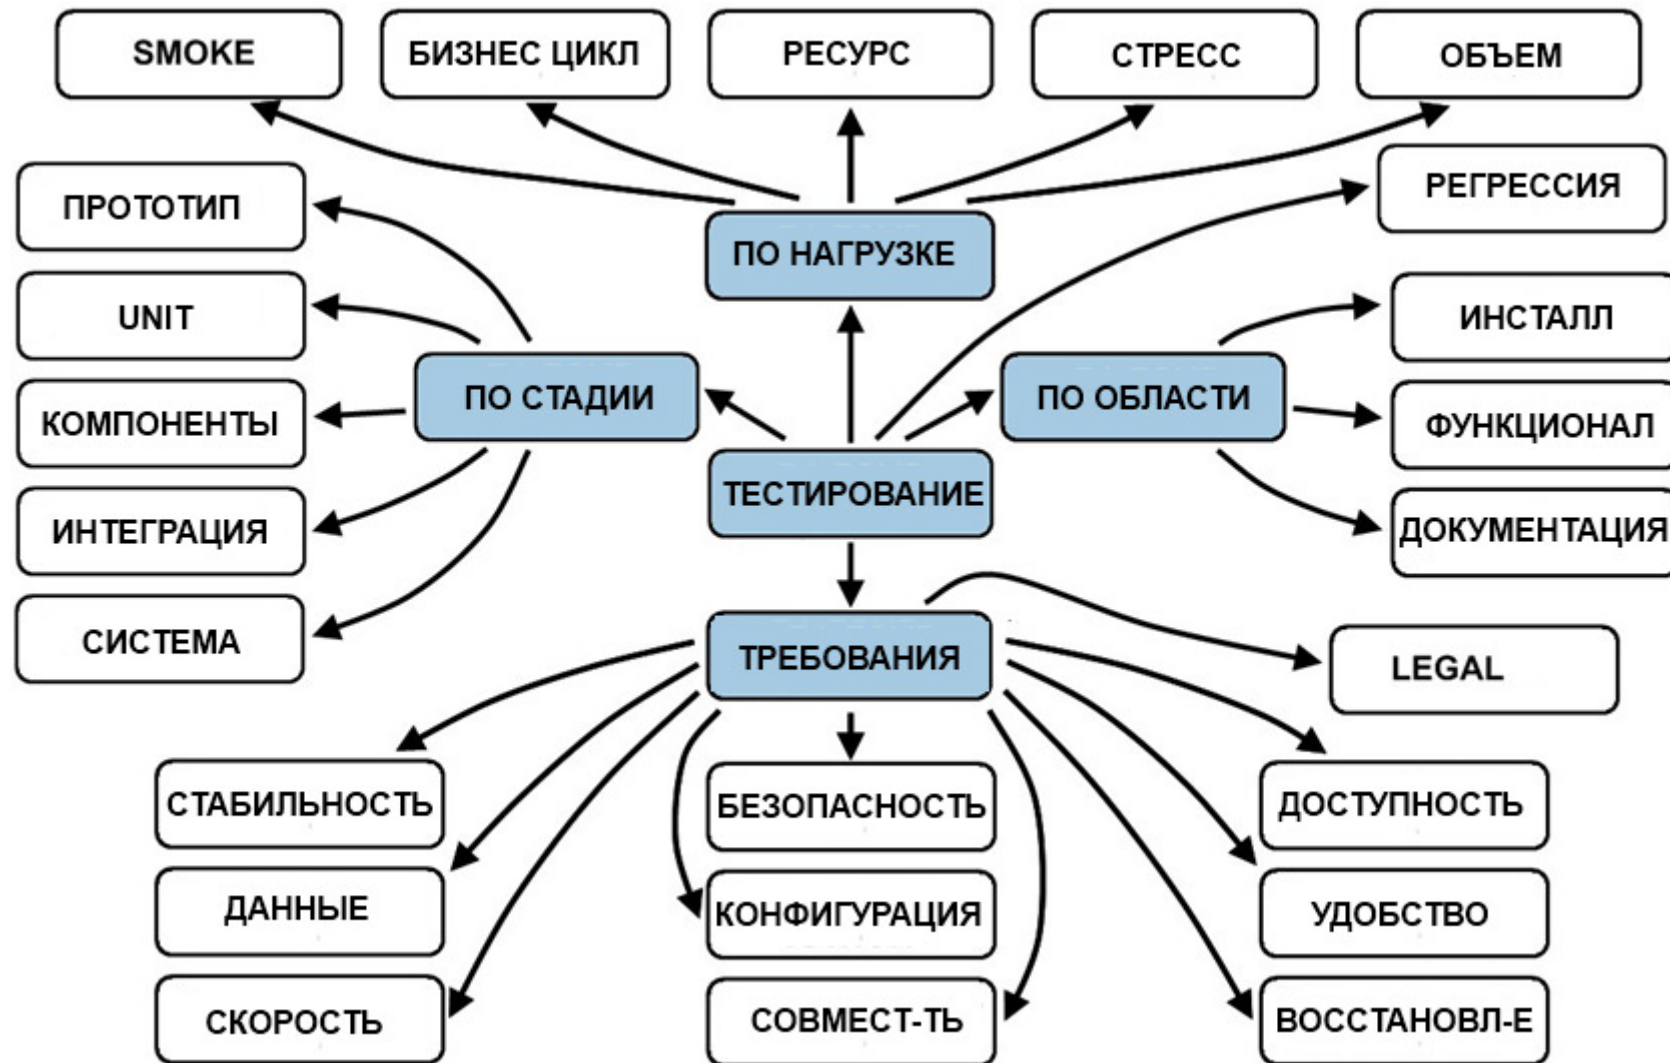 SMOKE
БИЗНЕС ЦИКЛ
РЕСУРС
СТРЕСС
ОБЪЕМ
ПРОТОТИП
РЕГРЕССИЯ
ПО НАГРУЗКЕ
UNIT
ИНСТАЛЛ
ПО СТАДИИ
ПО ОБЛАСТИ
КОМПОНЕНТЫ
ФУНКЦИОНАЛ
ТЕСТИРОВАНИЕ
ИНТЕГРАЦИЯ
ДОКУМЕНТАЦИЯ
СИСТЕМА
ТРЕБОВАНИЯ
LEGAL
СТАБИЛЬНОСТЬ
БЕЗОПАСНОСТЬ
ДОСТУПНОСТЬ
ДАННЫЕ
КОНФИГУРАЦИЯ
УДОБСТВО
СКОРОСТЬ
СОВМЕСТ-ТЬ
ВОССТАНОВЛ-Е